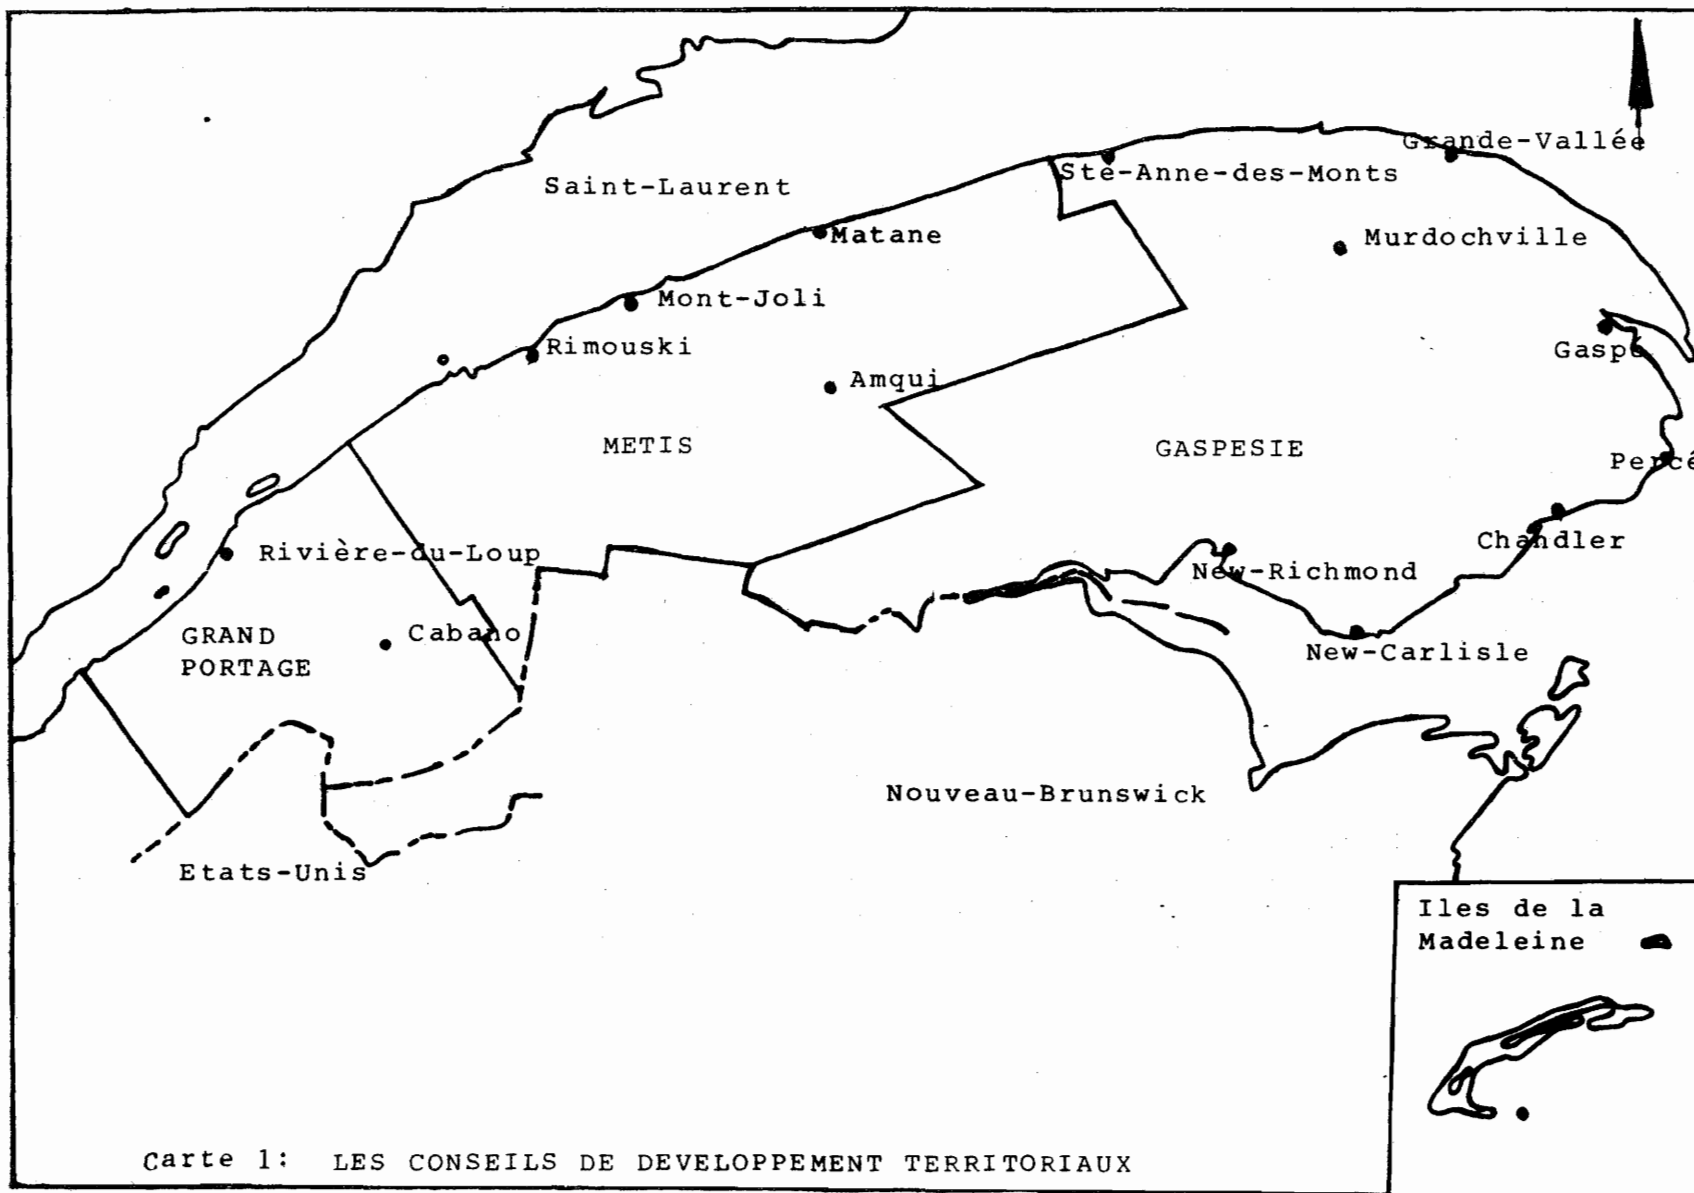 Grande-Vallée
Ste-Anne-des-Monts
Saint-Laurent
Matane
Murdochville
Mont-Joli
Rimouski
Gaspé
Amqui
METIS
GASPESIE
Percé
Rivière-du-Loup
Chandler
New-Richmond
GRAND
PORTAGE
Cabano
New-Carlisle
Nouveau-Brunswick
Etats-Unis
Iles de la
Madeleine
Carte 1: LES CONSEILS DE DEVELOPPEMENT TERRITORIAUX